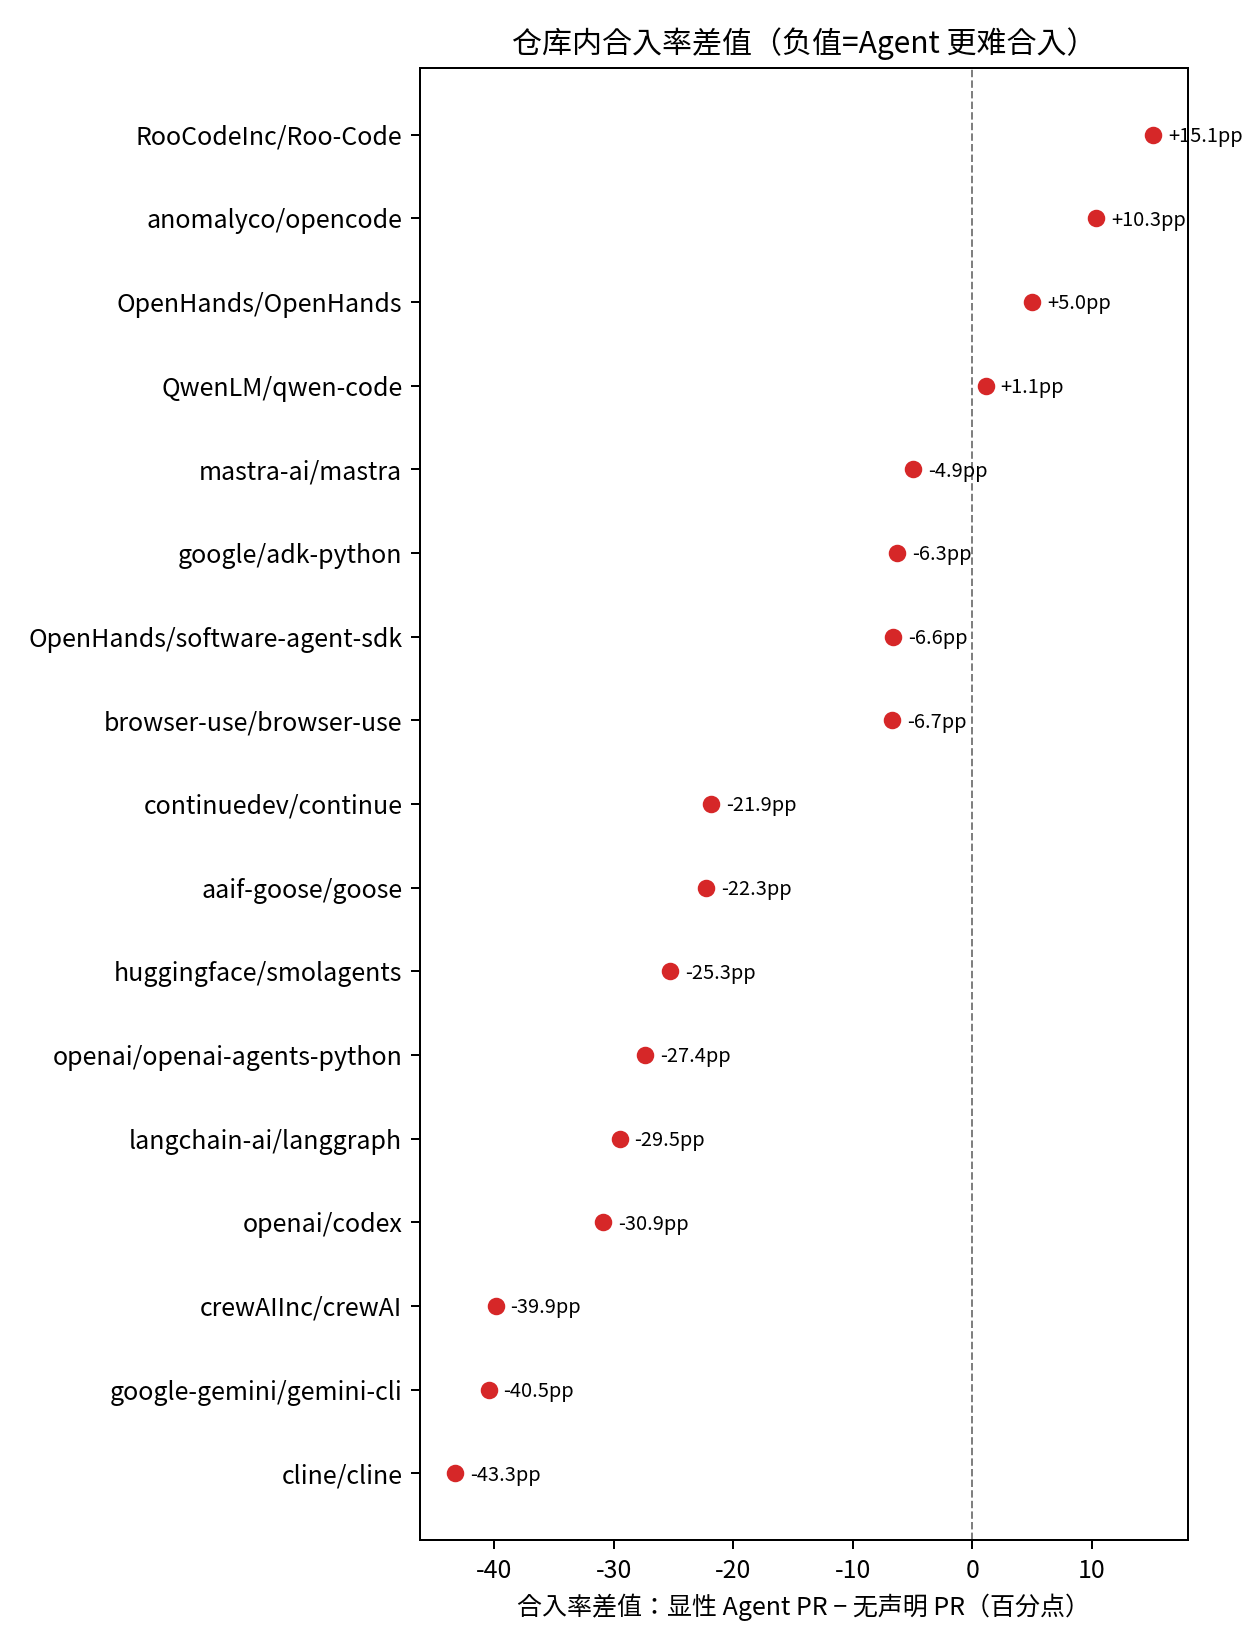 仓库内合入率差值（负值=Agent 更难合入）
RooCodeInc/Roo-Code
+15.1pp
anomalyco/opencode
+10.3pp
OpenHands/OpenHands
+5.0pp
QwenLM/qwen-code
+1.1pp
mastra-ai/mastra
-4.9pp
google/adk-python
-6.3pp
OpenHands/software-agent-sdk
-6.6pp
browser-use/browser-use
-6.7pp
continuedev/continue
-21.9pp
aaif-goose/goose
-22.3pp
huggingface/smolagents
-25.3pp
openai/openai-agents-python
-27.4pp
langchain-ai/langgraph
-29.5pp
openai/codex
-30.9pp
crewAIInc/crewAI
-39.9pp
google-gemini/gemini-cli
-40.5pp
cline/cline
-43.3pp
-40 -30 -20 -10 0 10
合入率差值：显性 Agent PR − 无声明 PR（百分点）